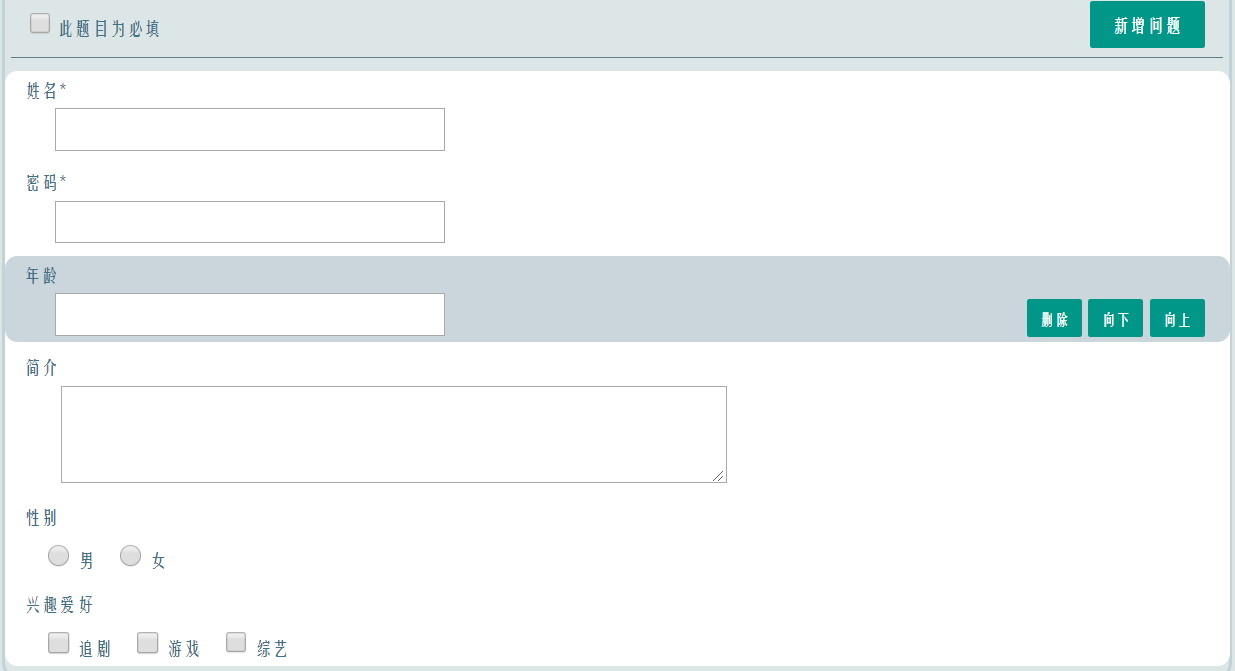 此题目为必填
新增问题
姓名*
密码*
年龄
删除 向下 向上
简介
性别
男 女
兴趣爱好
追剧 游戏 综艺